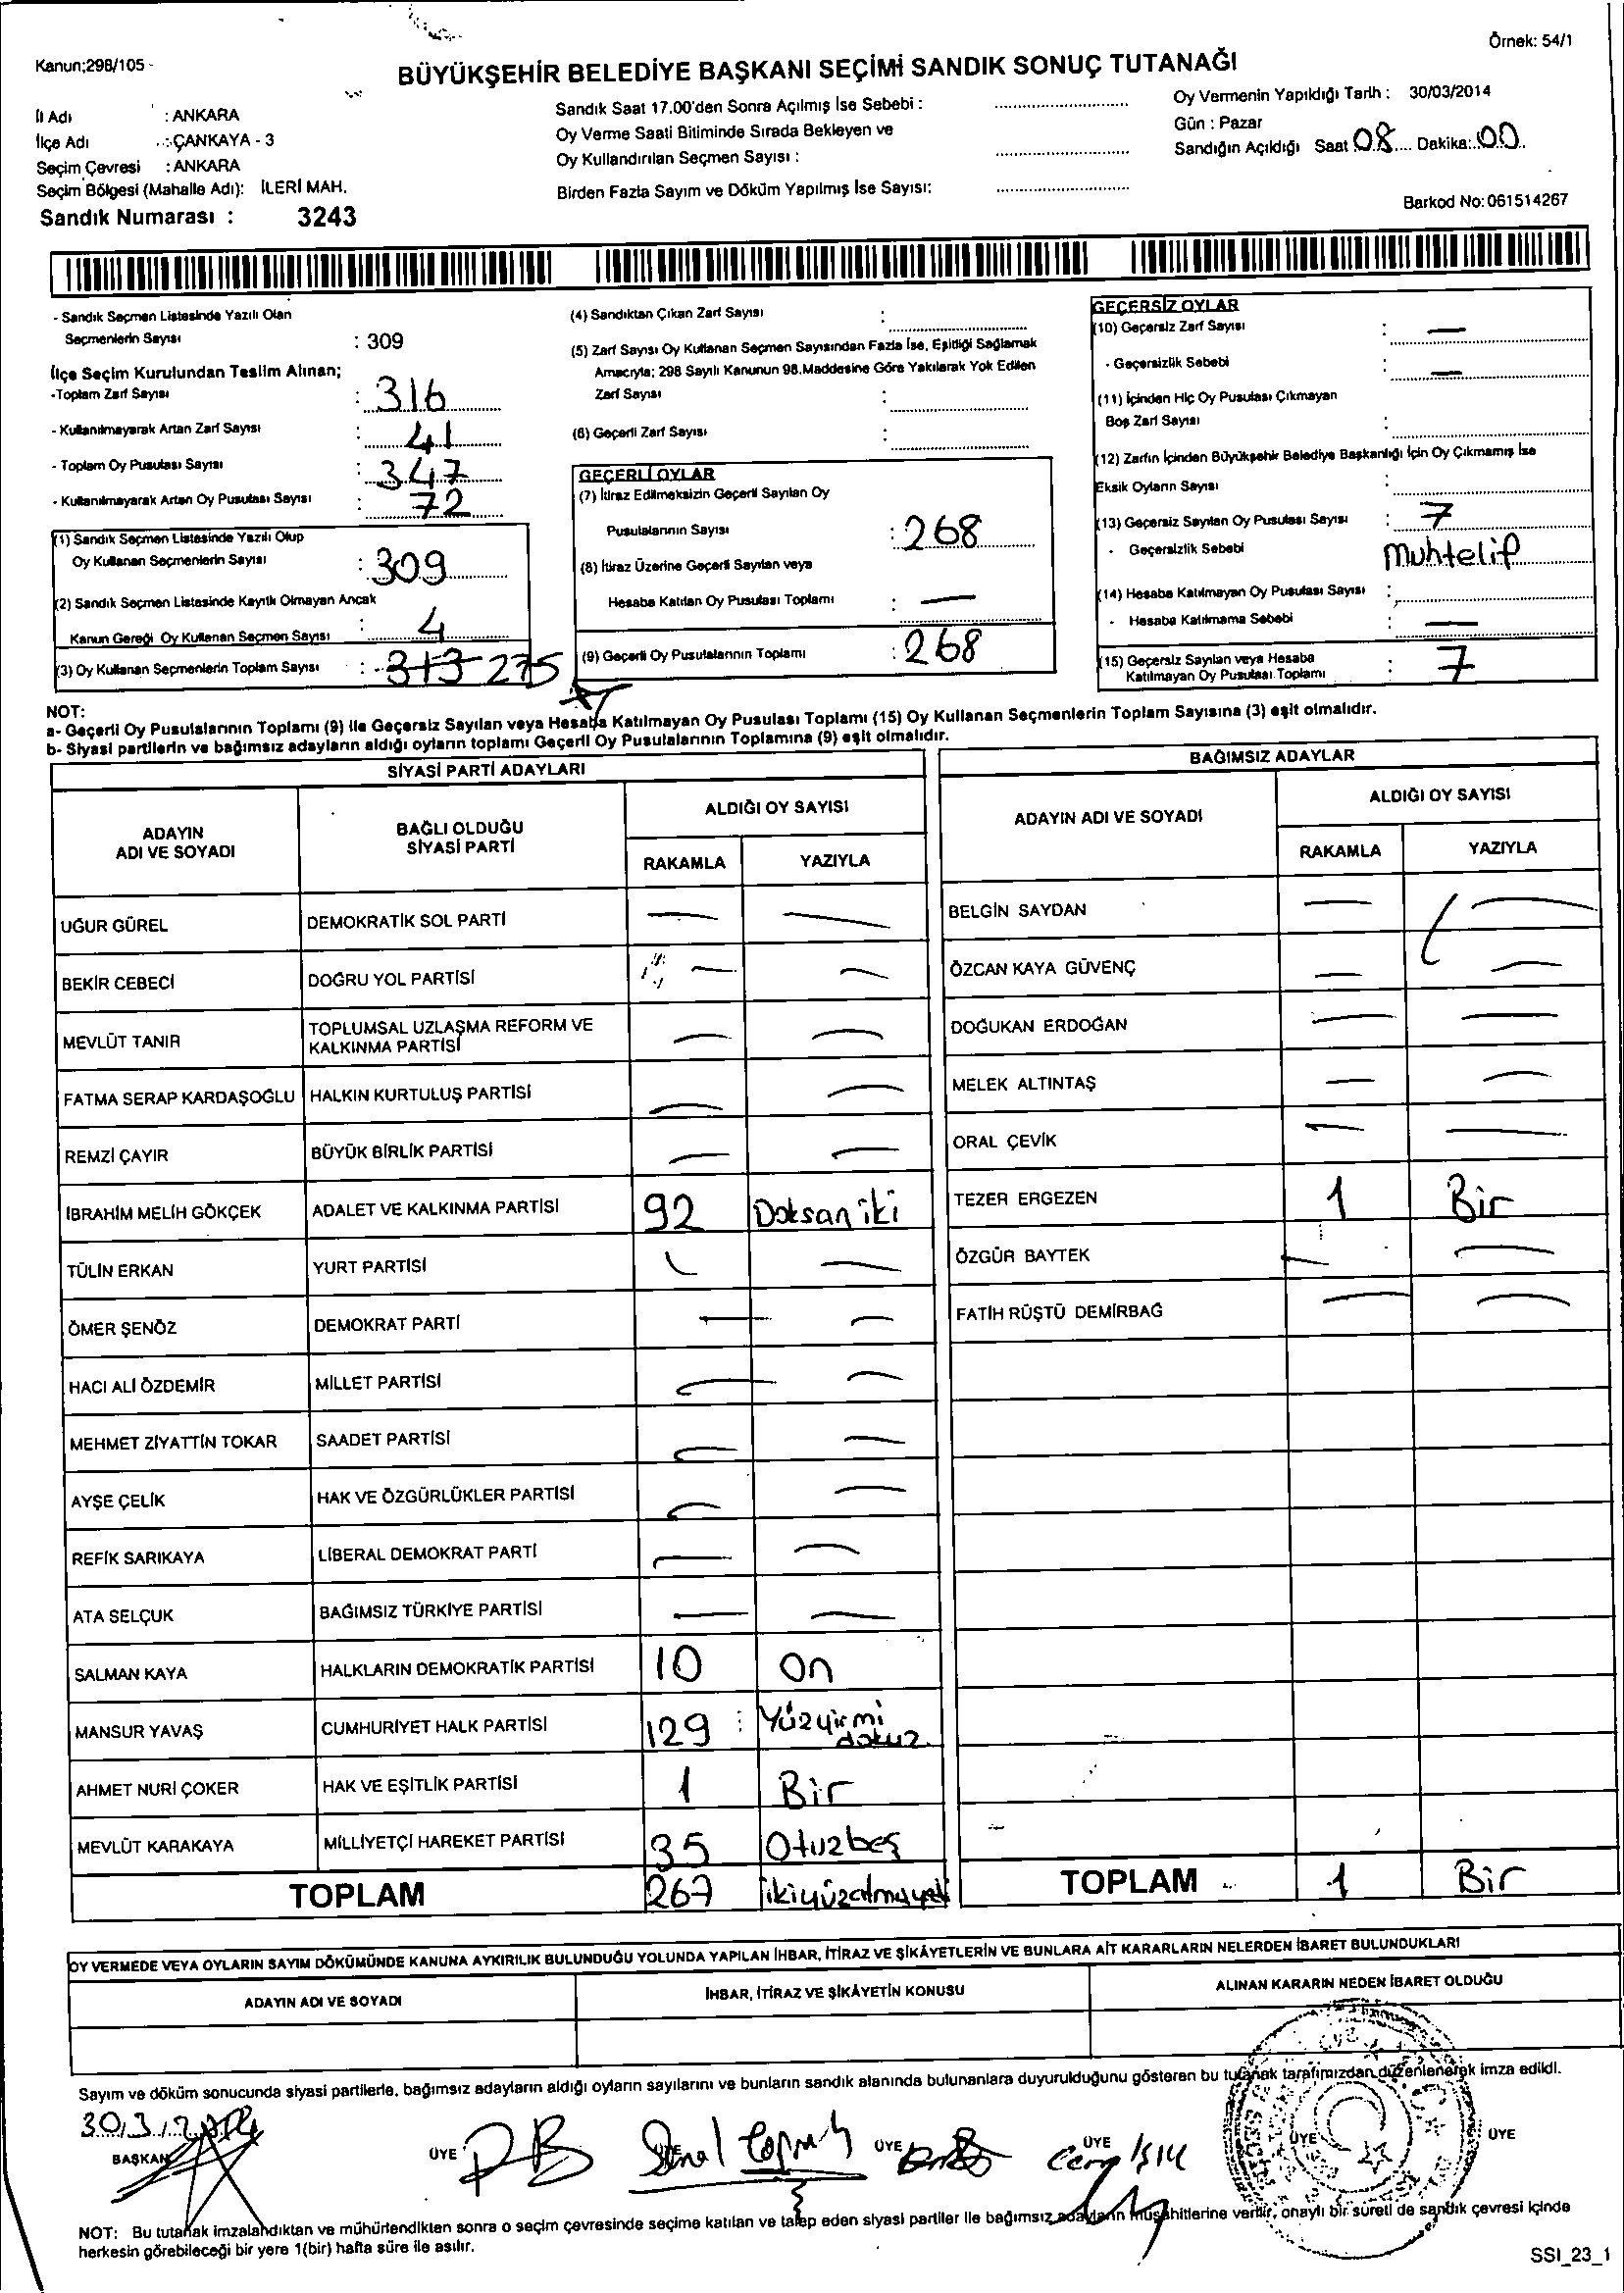 Örnek: 54/1
Kanun;298/105 -
BÜYÜKŞEHİR BELEDİYE BAŞKANI SEÇİMİ SANDIK SONUÇ TUTANAĞI
İl Adı : ANKARA
İlçe Adı : ÇANKAYA - 3
Seçim Çevresi : ANKARA
Seçim Bölgesi (Mahalle Adı): İLERİ MAH.
Sandık Numarası : 3243
Sandık Saat 17.00'den Sonra Açılmış İse Sebebi :
Oy Verme Saati Bitiminde Sırada Bekleyen ve
Oy Kullandırılan Seçmen Sayısı :
Birden Fazla Sayım ve Döküm Yapılmış İse Sayısı:
Oy Vermenin Yapıldığı Tarih : 30/03/2014
Gün : Pazar
Sandığın Açıldığı Saat 08 Dakika: 00
Barkod No: 061514267
- Sandık Seçmen Listesinde Yazılı Olan
Seçmenlerin Sayısı : 309
İlçe Seçim Kurulundan Teslim Alınan;
-Toplam Zarf Sayısı : 316
- Kullanılmayarak Artan Zarf Sayısı : 41
- Toplam Oy Pusulası Sayısı : 347
- Kullanılmayarak Artan Oy Pusulası Sayısı : 72
(1) Sandık Seçmen Listesinde Yazılı Olup
Oy Kullanan Seçmenlerin Sayısı : 309
(2) Sandık Seçmen Listesinde Kayıtlı Olmayan Ancak
Kanun Gereği Oy Kullanan Seçmen Sayısı : 4
(3) Oy Kullanan Seçmenlerin Toplam Sayısı : 313 275
(4) Sandıktan Çıkan Zarf Sayısı :
(5) Zarf Sayısı Oy Kullanan Seçmen Sayısından Fazla İse, Eşitliği Sağlamak
Amacıyla; 298 Sayılı Kanunun 98.Maddesine Göre Yakılarak Yok Edilen
Zarf Sayısı :
(6) Geçerli Zarf Sayısı :
GEÇERLİ OYLAR
(7) İtiraz Edilmeksizin Geçerli Sayılan Oy
Pusulalarının Sayısı : 268
(8) İtiraz Üzerine Geçerli Sayılan veya
Hesaba Katılan Oy Pusulası Toplamı : —
(9) Geçerli Oy Pusulalarının Toplamı : 268
GEÇERSİZ OYLAR
(10) Geçersiz Zarf Sayısı : —
- Geçersizlik Sebebi : —
(11) İçinden Hiç Oy Pusulası Çıkmayan
Boş Zarf Sayısı :
(12) Zarfın İçinden Büyükşehir Belediye Başkanlığı İçin Oy Çıkmamış İse
Eksik Oyların Sayısı :
(13) Geçersiz Sayılan Oy Pusulası Sayısı : 7
- Geçersizlik Sebebi muhtelif
(14) Hesaba Katılmayan Oy Pusulası Sayısı :
- Hesaba Katılmama Sebebi : —
(15) Geçersiz Sayılan veya Hesaba
Katılmayan Oy Pusulası Toplamı : 7
NOT:
a- Geçerli Oy Pusulalarının Toplamı (9) ile Geçersiz Sayılan veya Hesaba Katılmayan Oy Pusulası Toplamı (15) Oy Kullanan Seçmenlerin Toplam Sayısına (3) eşit olmalıdır.
b- Siyasi partilerin ve bağımsız adayların aldığı oyların toplamı Geçerli Oy Pusulalarının Toplamına (9) eşit olmalıdır.
SİYASİ PARTİ ADAYLARI
ADAYIN ADI VE SOYADI BAĞLI OLDUĞU SİYASİ PARTİ ALDIĞI OY SAYISI
RAKAMLA YAZIYLA
UĞUR GÜREL DEMOKRATİK SOL PARTİ — —
BEKİR CEBECİ DOĞRU YOL PARTİSİ — —
MEVLÜT TANIR TOPLUMSAL UZLAŞMA REFORM VE KALKINMA PARTİSİ — —
FATMA SERAP KARDAŞOĞLU HALKIN KURTULUŞ PARTİSİ — —
REMZİ ÇAYIR BÜYÜK BİRLİK PARTİSİ — —
İBRAHİM MELİH GÖKÇEK ADALET VE KALKINMA PARTİSİ 92 Doksan iki
TÜLİN ERKAN YURT PARTİSİ — —
ÖMER ŞENÖZ DEMOKRAT PARTİ — —
HACI ALİ ÖZDEMİR MİLLET PARTİSİ — —
MEHMET ZİYATTİN TOKAR SAADET PARTİSİ — —
AYŞE ÇELİK HAK VE ÖZGÜRLÜKLER PARTİSİ — —
REFİK SARIKAYA LİBERAL DEMOKRAT PARTİ — —
ATA SELÇUK BAĞIMSIZ TÜRKİYE PARTİSİ — —
SALMAN KAYA HALKLARIN DEMOKRATİK PARTİSİ 10 on
MANSUR YAVAŞ CUMHURİYET HALK PARTİSİ 129 Yüzyirmi dokuz
AHMET NURİ ÇOKER HAK VE EŞİTLİK PARTİSİ 1 Bir
MEVLÜT KARAKAYA MİLLİYETÇİ HAREKET PARTİSİ 35 Otuzbeş
TOPLAM 267 ikiyüzatmışyedi
BAĞIMSIZ ADAYLAR
ADAYIN ADI VE SOYADI ALDIĞI OY SAYISI
RAKAMLA YAZIYLA
BELGİN SAYDAN — —
ÖZCAN KAYA GÜVENÇ — —
DOĞUKAN ERDOĞAN — —
MELEK ALTINTAŞ — —
ORAL ÇEVİK — —
TEZER ERGEZEN 1 Bir
ÖZGÜR BAYTEK — —
FATİH RÜŞTÜ DEMİRBAĞ — —
TOPLAM 1 Bir
OY VERMEDE VEYA OYLARIN SAYIM DÖKÜMÜNDE KANUNA AYKIRILIK BULUNDUĞU YOLUNDA YAPILAN İHBAR, İTİRAZ VE ŞİKÂYETLERİN VE BUNLARA AİT KARARLARIN NELERDEN İBARET BULUNDUKLARI
ADAYIN ADI VE SOYADI İHBAR, İTİRAZ VE ŞİKÂYETİN KONUSU ALINAN KARARIN NEDEN İBARET OLDUĞU
Sayım ve döküm sonucunda siyasi partilerle, bağımsız adayların aldığı oyların sayılarını ve bunların sandık alanında bulunanlara duyurulduğunu gösteren bu tutanak tarafımızdan düzenlenerek imza edildi.
30/3/2014
BAŞKAN ÜYE ÜYE ÜYE ÜYE ÜYE
NOT: Bu tutanak imzalandıktan ve mühürlendikten sonra o seçim çevresinde seçime katılan ve talep eden siyasi partiler ile bağımsız adayların müşahitlerine verilir, onaylı bir sureti de sandık çevresi içinde
herkesin görebileceği bir yere 1(bir) hafta süre ile asılır.
SSI_23_1